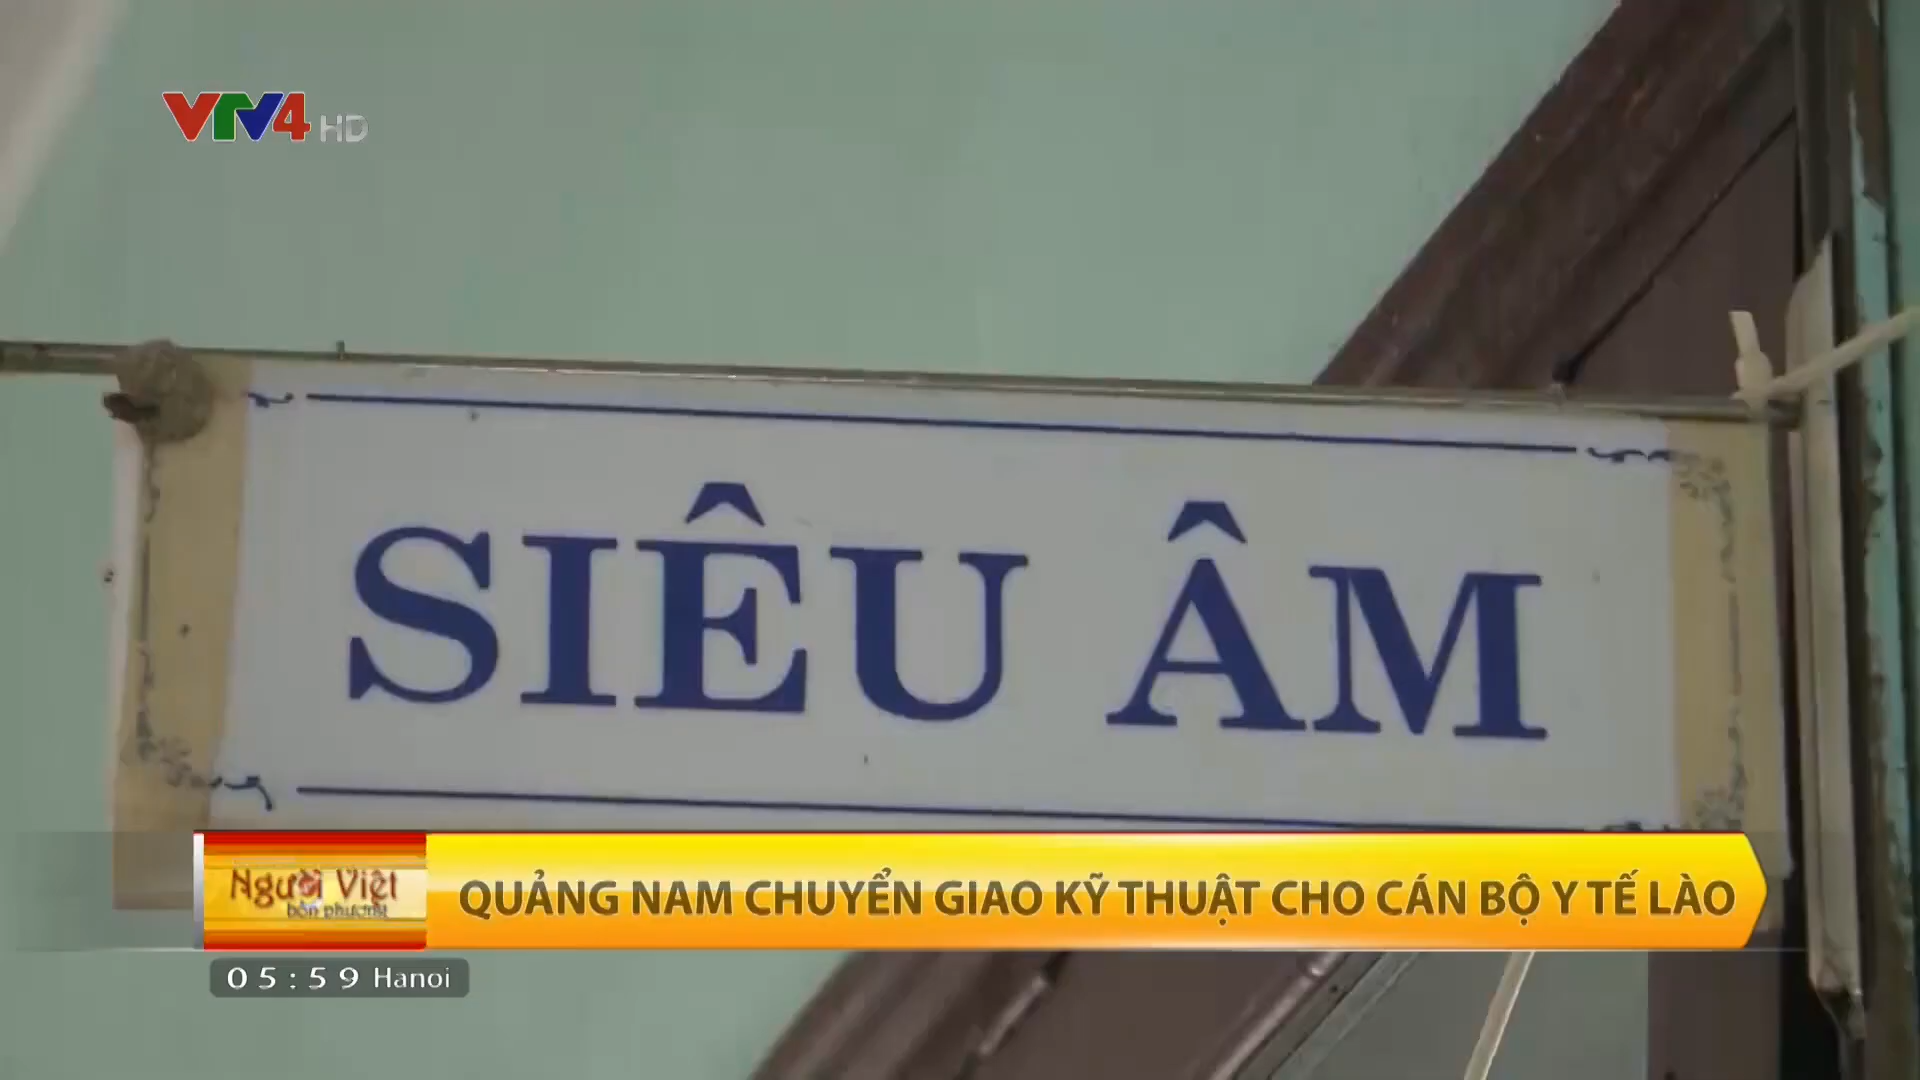 VTV4 HD
SIÊU ÂM
Người Việt
bốn phương
QUẢNG NAM CHUYỂN GIAO KỸ THUẬT CHO CÁN BỘ Y TẾ LÀO
05:59 Hanoi